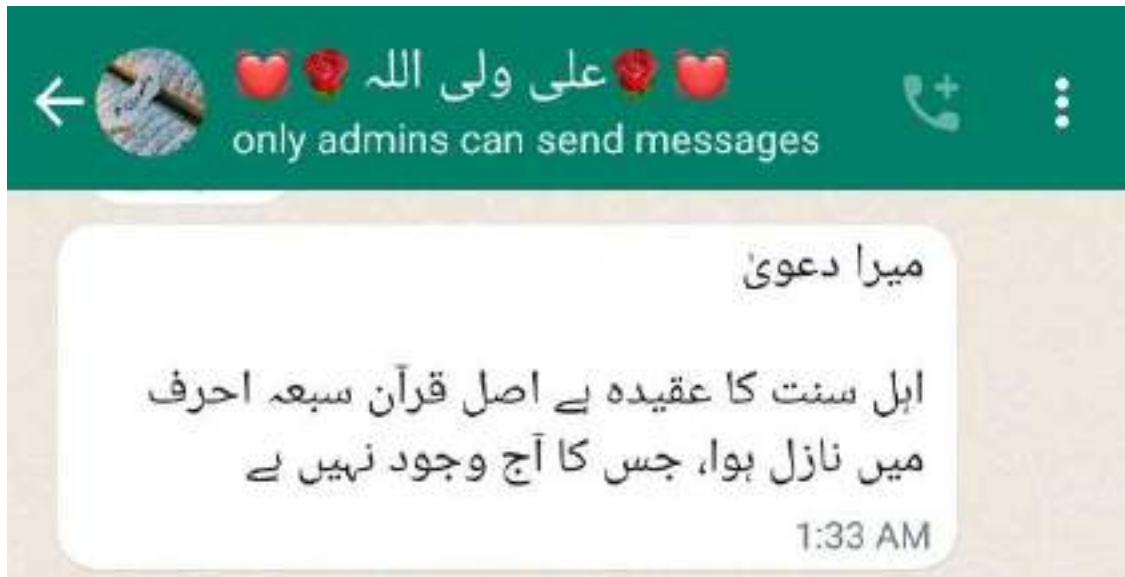 💓🌹علی ولی اللہ 🌹💓
only admins can send messages
میرا دعویٰ
اہل سنت کا عقیدہ ہے اصل قرآن سبعہ احرف
میں نازل ہوا، جس کا آج وجود نہیں ہے
1:33 AM